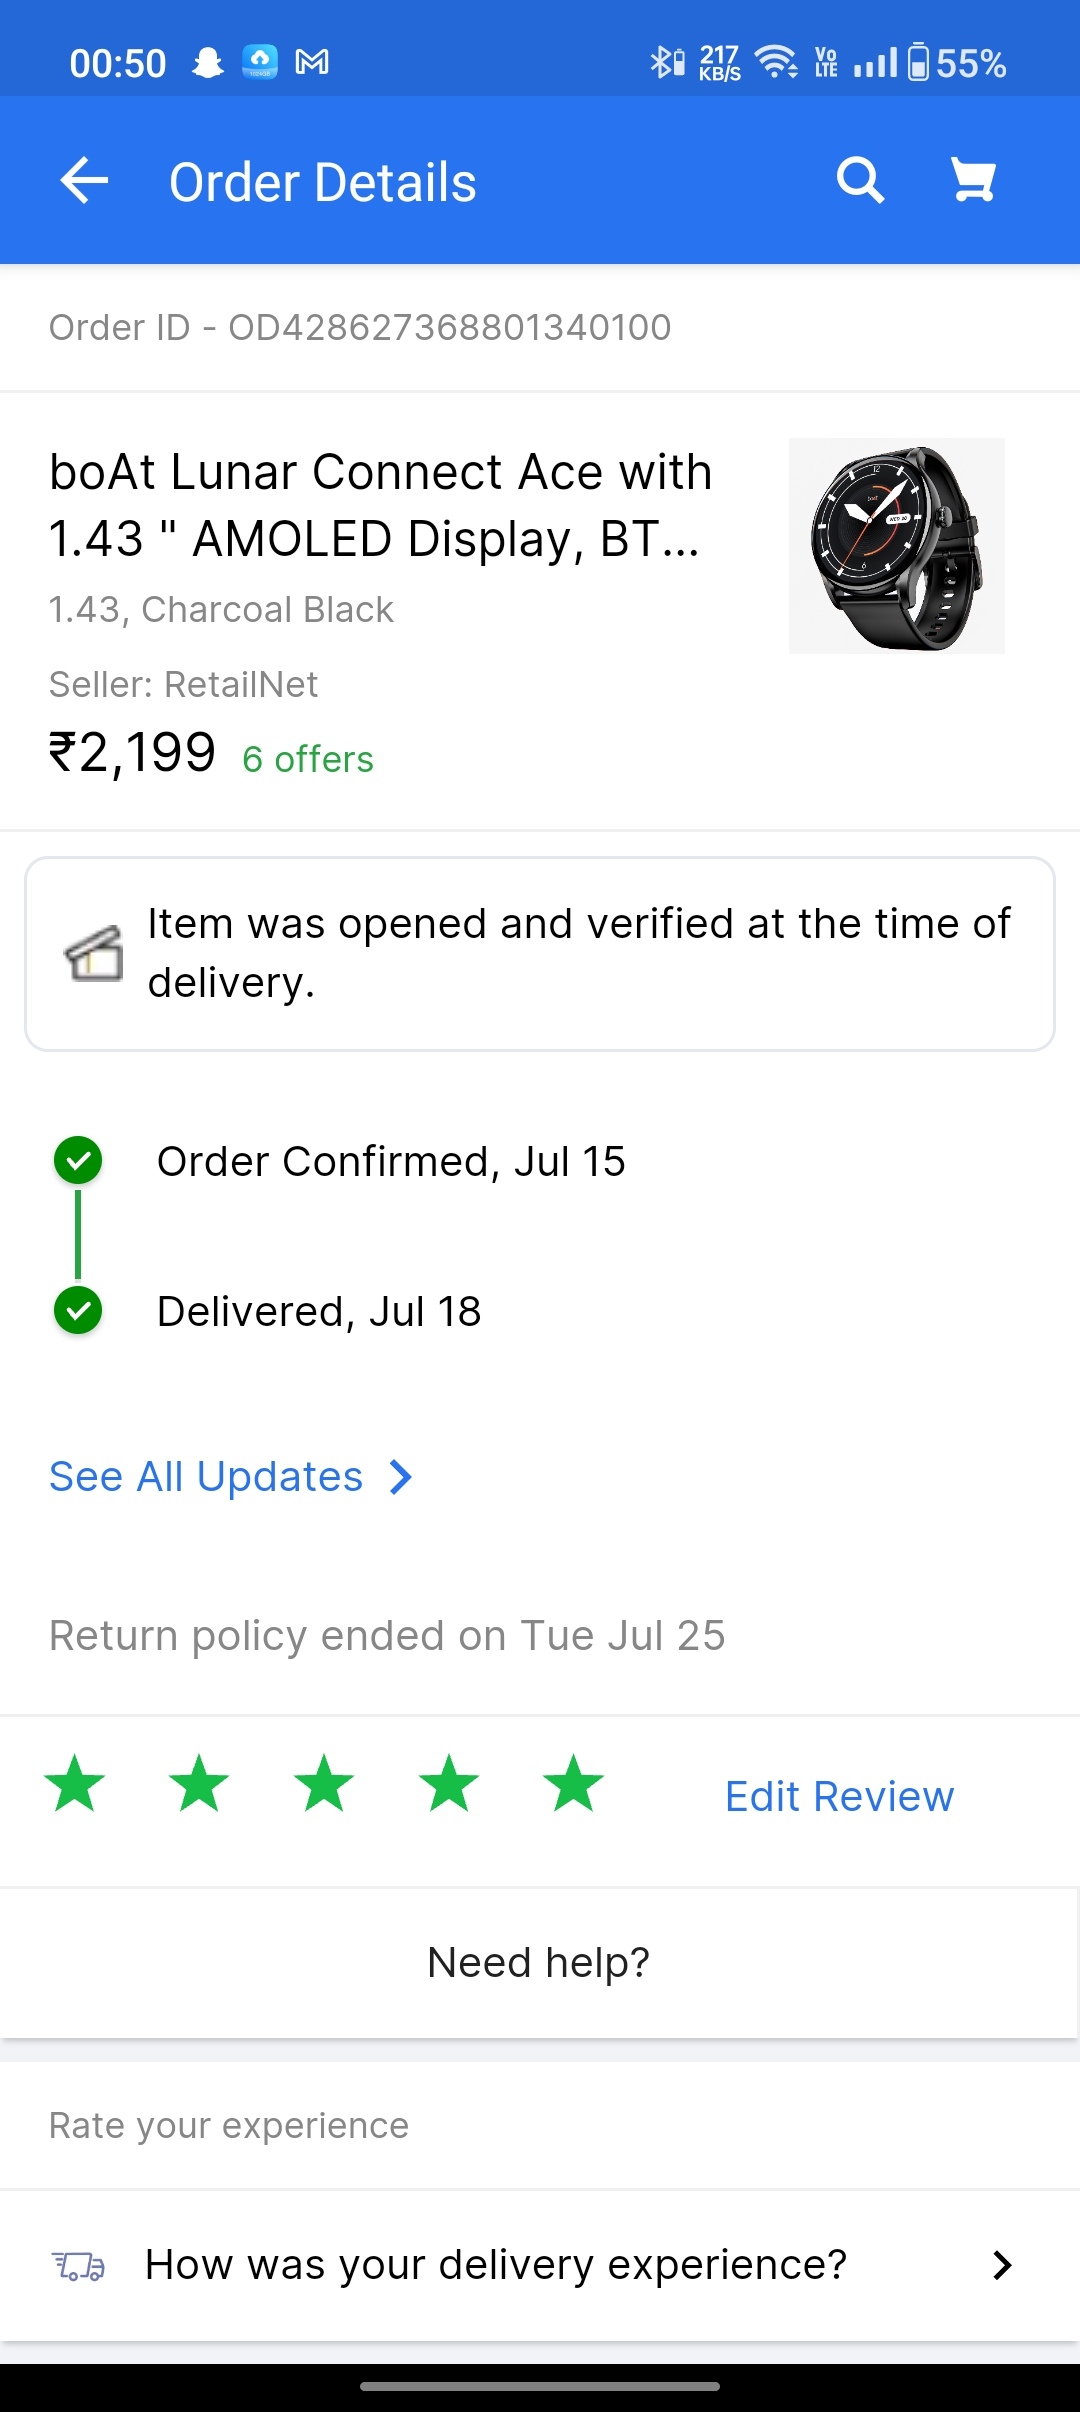 00:50 217 KB/S Vo LTE 55%
Order Details
Order ID - OD428627368801340100
boAt Lunar Connect Ace with
1.43 " AMOLED Display, BT...
1.43, Charcoal Black
Seller: RetailNet
₹2,199 6 offers
Item was opened and verified at the time of
delivery.
Order Confirmed, Jul 15
Delivered, Jul 18
See All Updates
Return policy ended on Tue Jul 25
Edit Review
Need help?
Rate your experience
How was your delivery experience?